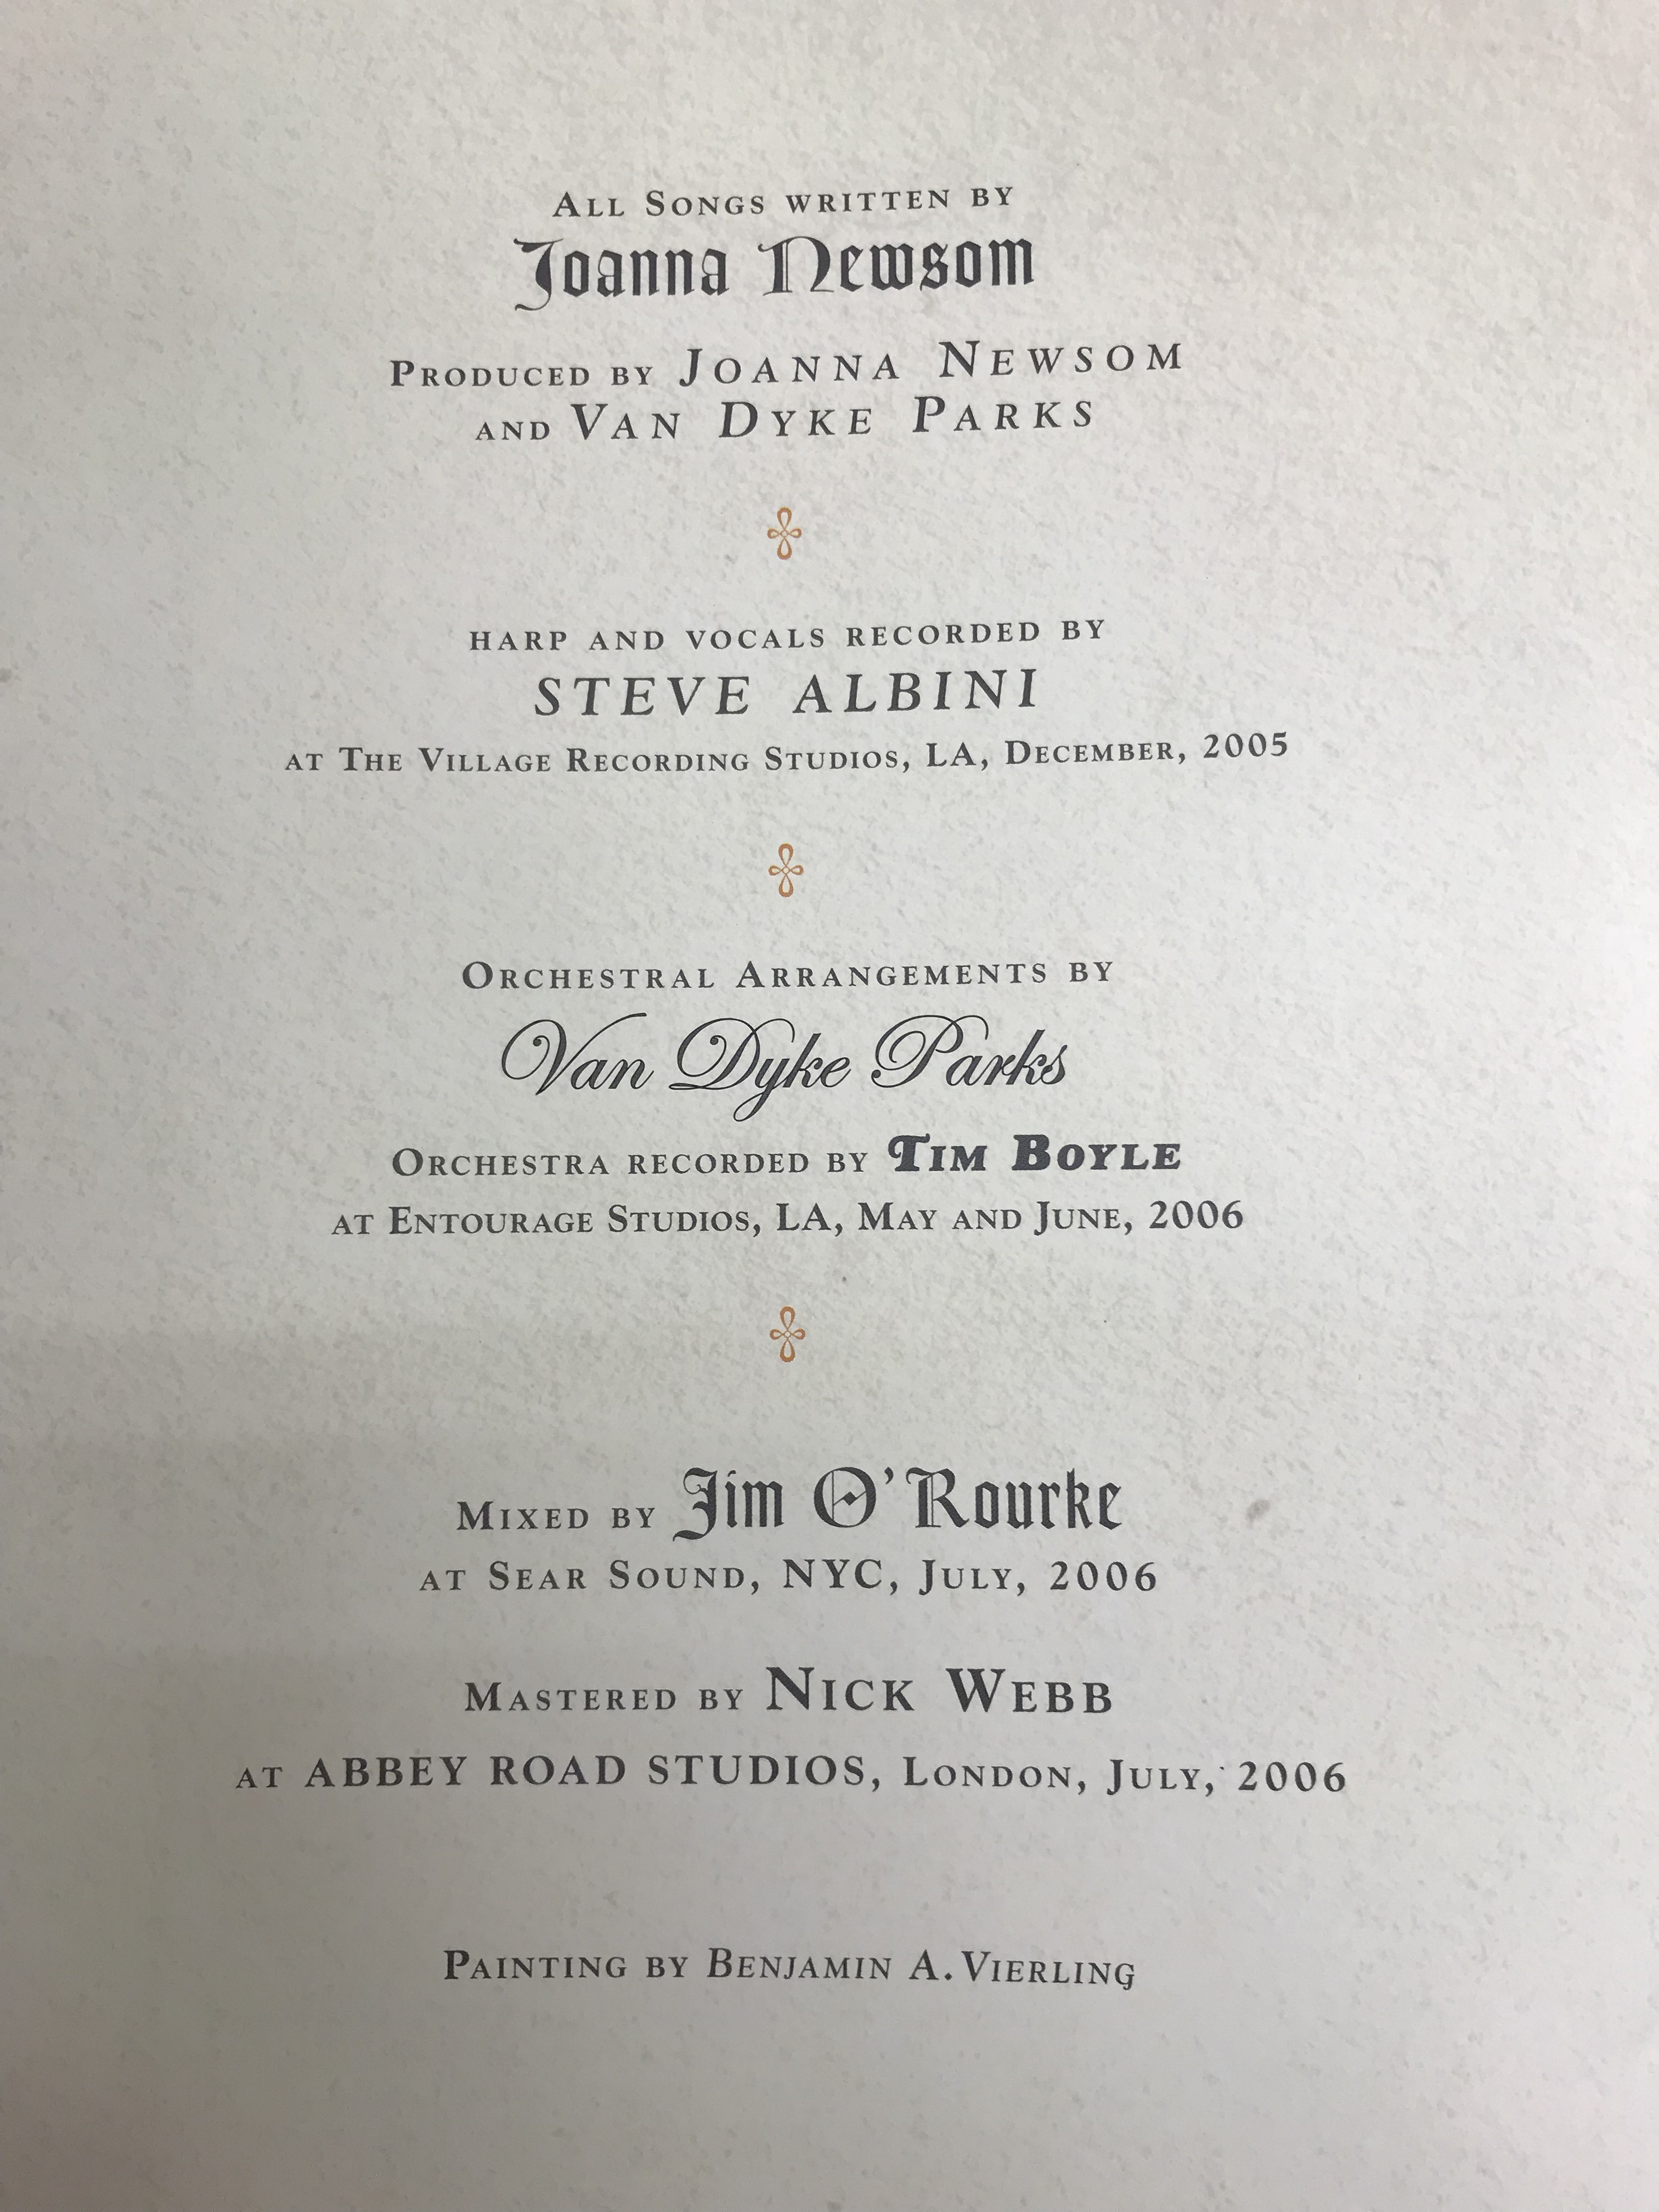 All Songs written by
Joanna Newsom
Produced by Joanna Newsom
and Van Dyke Parks
harp and vocals recorded by
STEVE ALBINI
at The Village Recording Studios, LA, December, 2005
Orchestral Arrangements by
Van Dyke Parks
Orchestra recorded by Tim Boyle
at Entourage Studios, LA, May and June, 2006
Mixed by Jim O'Rourke
at Sear Sound, NYC, July, 2006
Mastered by Nick Webb
at ABBEY ROAD STUDIOS, London, July, 2006
Painting by Benjamin A. Vierling